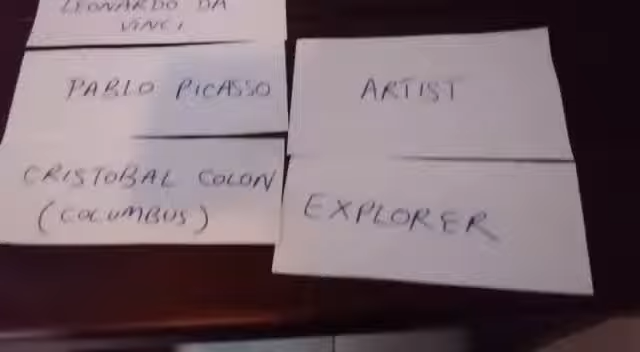 LEONARDO DA
VINCI
PABLO PICASSO
ARTIST
CRISTOBAL COLON
(COLUMBUS)
EXPLORER